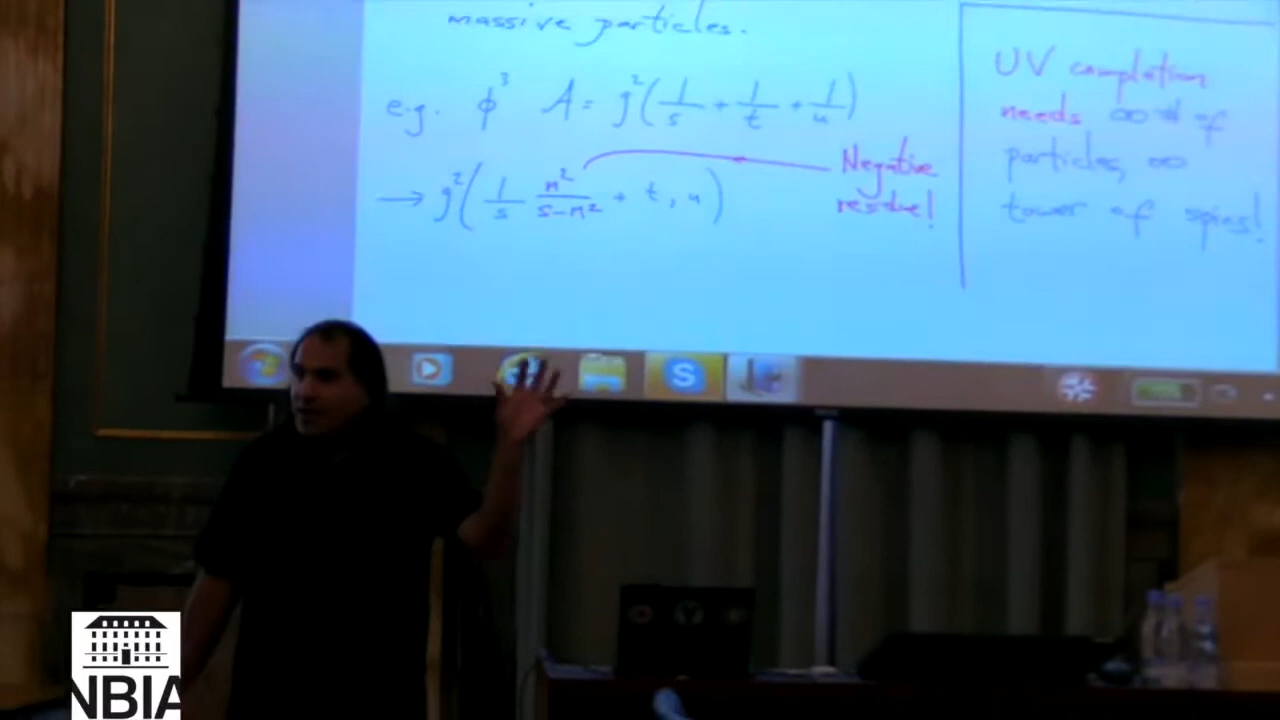 massive particles.
e.g. ϕ³ A = g²(1/s + 1/t + 1/u)
→ g²(1/s M²/s-M² + t, u)
Negative
residue!
UV completion
needs ∞ # of
particles, ∞
tower of spins!
NBIA